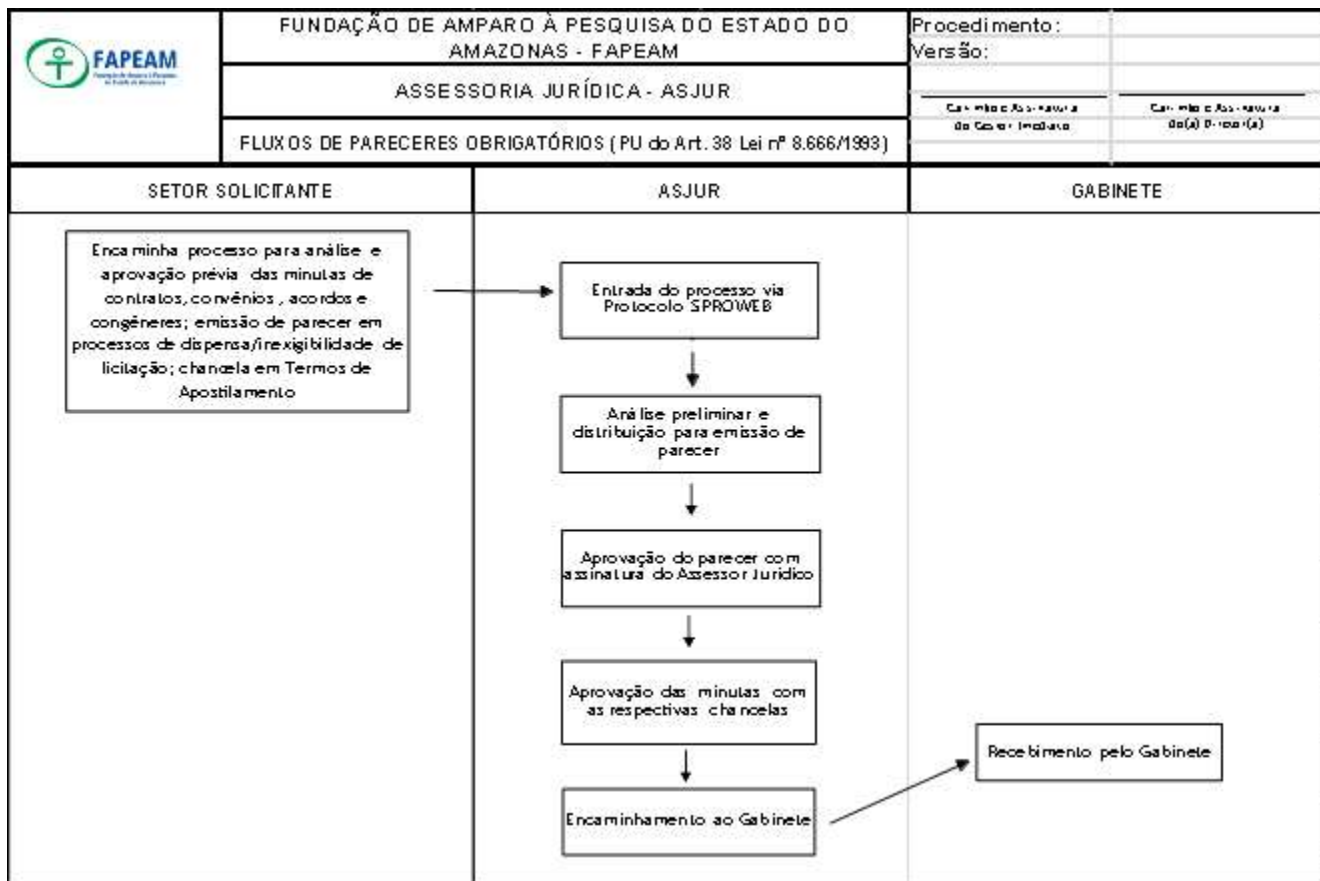 FAPEAM
FUNDAÇÃO DE AMPARO À PESQUISA DO ESTADO DO
AMAZONAS - FAPEAM
ASSESSORIA JURÍDICA - ASJUR
FLUXOS DE PARECERES OBRIGATÓRIOS ( PU do Art. 38 Lei nº 8.666/1993)
Procedimento:
Versão:
SETOR SOLICITANTE
ASJUR
GABINETE
Encaminha processo para análise e
aprovação prévia das minutas de
contratos, convênios , acordos e
congêneres; emissão de parecer em
processos de dispensa/inexigibilidade de
licitação; chancela em Termos de
Apostilamento
Entrada do processo via
Protocolo SPROWEB
Análise preliminar e
distribuição para emissão de
parecer
Aprovação do parecer com
assinatura do Assessor Jurídico
Aprovação das minutas com
as respectivas chancelas
Encaminhamento ao Gabinete
Recebimento pelo Gabinete